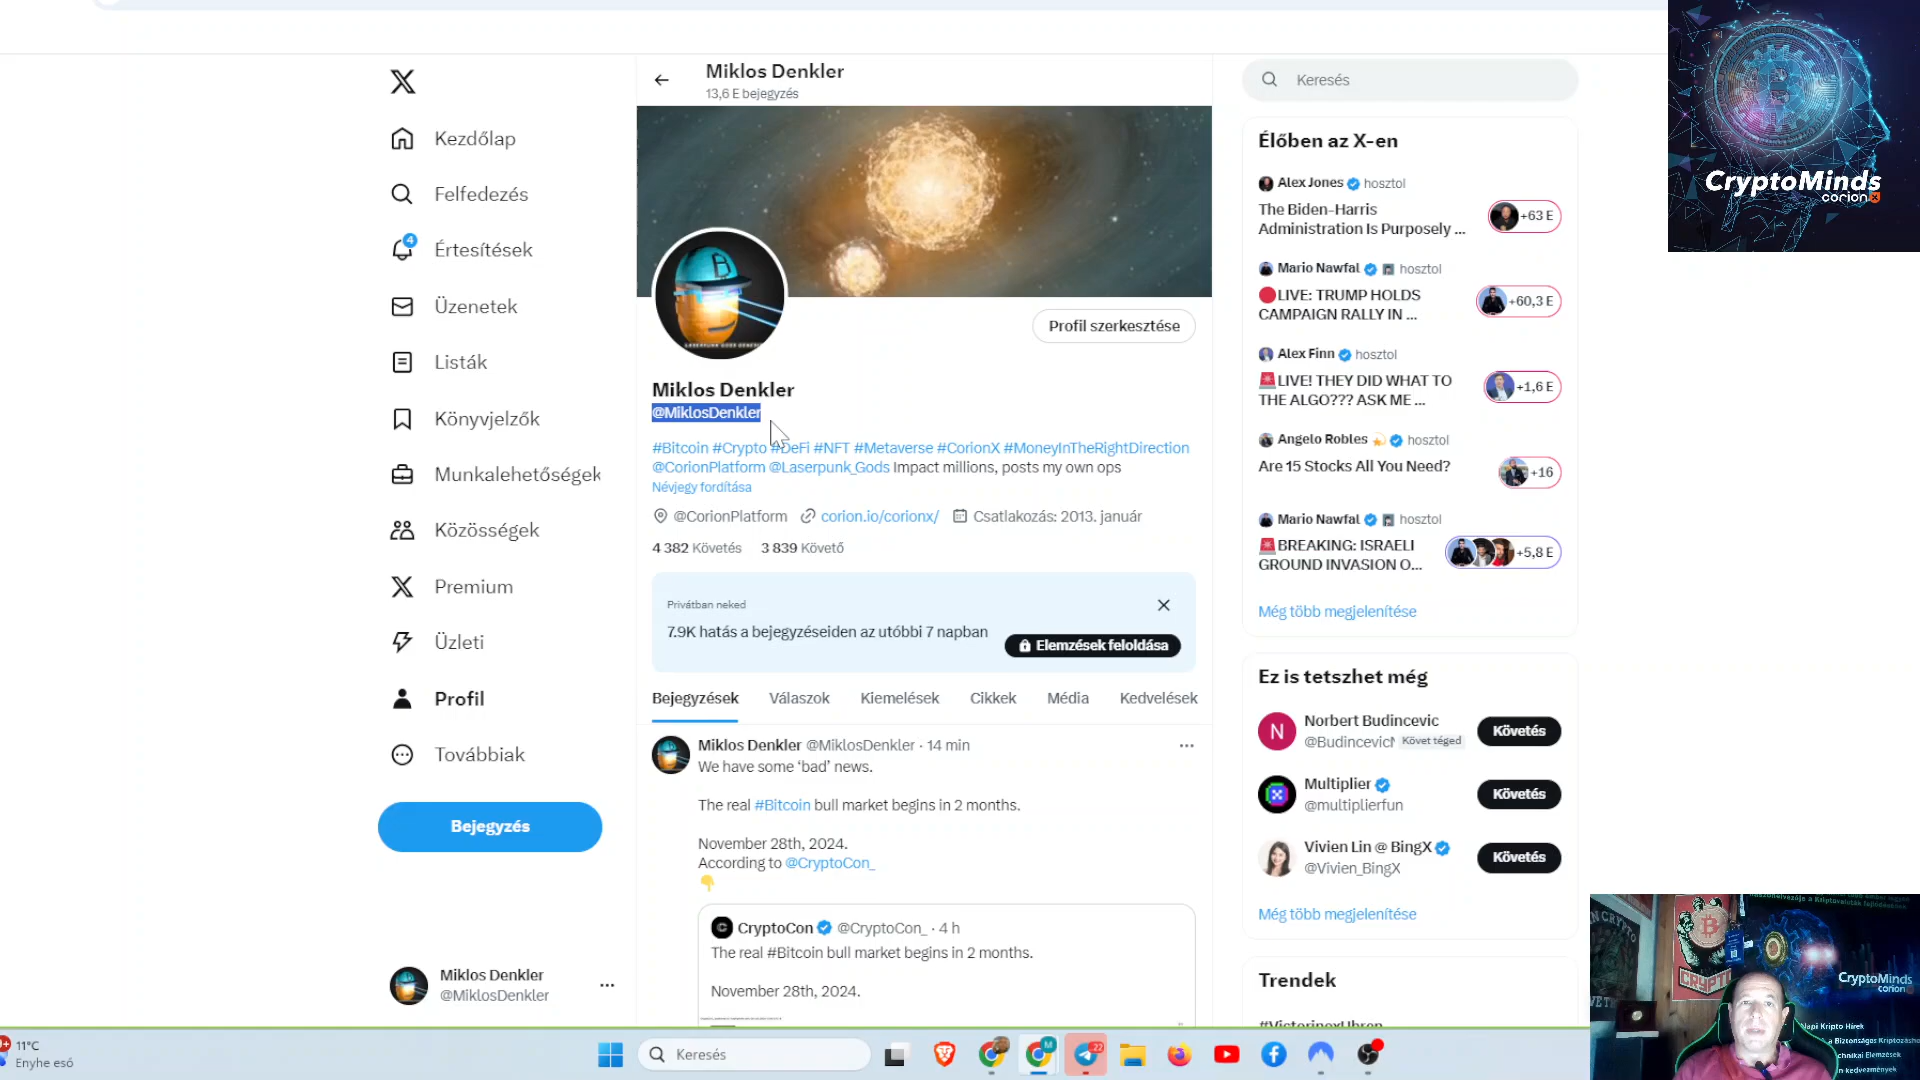 Miklos Denkler
13,6 E bejegyzés
Kezdőlap
Felfedezés
4
Értesítések
Üzenetek
Listák
Könyvjelzők
Munkalehetőségek
Közösségek
Premium
Üzleti
Profil
Továbbiak
Bejegyzés
Miklos Denkler
@MiklosDenkler
Profil szerkesztése
Miklos Denkler
@MiklosDenkler
#Bitcoin #Crypto #DeFi #NFT #Metaverse #CorionX #MoneyInTheRightDirection
@CorionPlatform @Laserpunk_Gods Impact millions, posts my own ops
Névjegy fordítása
@CorionPlatform corion.io/corionx/ Csatlakozás: 2013. január
4 382 Követés 3 839 Követő
Privátban neked
7.9K hatás a bejegyzéseiden az utóbbi 7 napban
Elemzések feloldása
Bejegyzések Válaszok Kiemelések Cikkek Média Kedvelések
Miklos Denkler @MiklosDenkler · 14 min
We have some ‘bad’ news.
The real #Bitcoin bull market begins in 2 months.
November 28th, 2024.
According to @CryptoCon_
CryptoCon @CryptoCon_ · 4 h
The real #Bitcoin bull market begins in 2 months.
November 28th, 2024.
Keresés
Élőben az X-en
Alex Jones hosztol
The Biden-Harris
Administration Is Purposely ...
+63 E
Mario Nawfal hosztol
LIVE: TRUMP HOLDS
CAMPAIGN RALLY IN ...
+60,3 E
Alex Finn hosztol
LIVE! THEY DID WHAT TO
THE ALGO??? ASK ME ...
+1,6 E
Angelo Robles hosztol
Are 15 Stocks All You Need?
+16
Mario Nawfal hosztol
BREAKING: ISRAELI
GROUND INVASION O...
+5,8 E
Még több megjelenítése
Ez is tetszhet még
N
Norbert Budincevic
@Budincevic Követ téged
Követés
Multiplier
@multiplierfun
Követés
Vivien Lin @ BingX
@Vivien_BingX
Követés
Még több megjelenítése
Trendek
#VictorinoxUhren
CryptoMinds
corion
CRYPTO
CryptoMinds
corion
Napi Kripto Hírek
11°C
Enyhe eső
Keresés
22